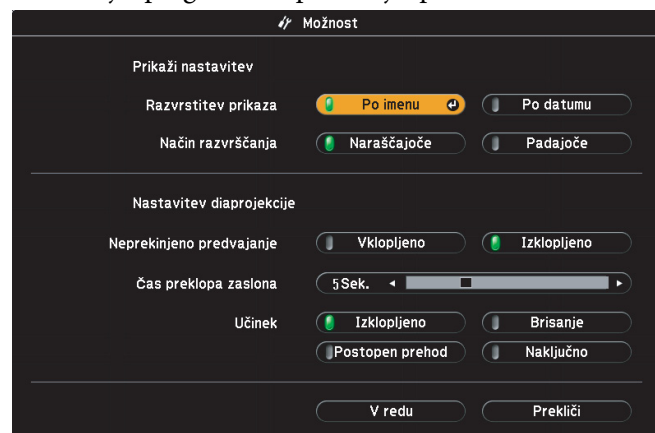 Možnost
Prikaži nastavitev
Razvrstitev prikaza Po imenu Po datumu
Način razvrščanja Naraščajoče Padajoče
Nastavitev diaprojekcije
Neprekinjeno predvajanje Vklopljeno Izklopljeno
Čas preklopa zaslona 5Sek.
Učinek Izklopljeno Brisanje
Postopen prehod Naključno
V redu Prekliči